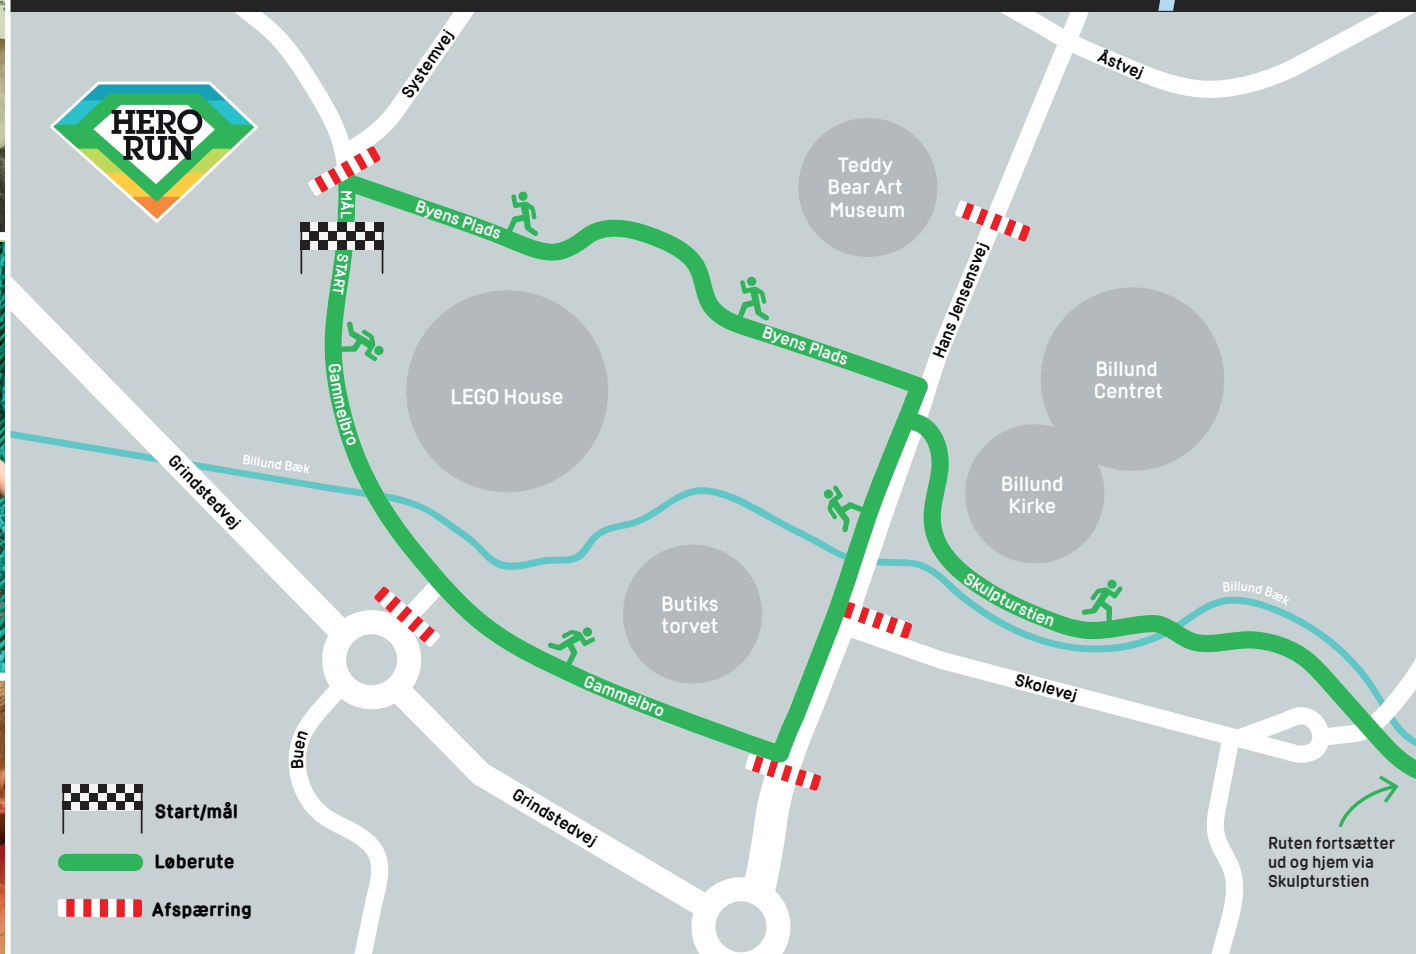 HERO
RUN
Systemvej
Åstvej
MÅL
START
Byens Plads
Teddy
Bear Art
Museum
Hans Jensensvej
Byens Plads
Gammelbro
LEGO House
Billund
Centret
Billund
Kirke
Billund Bæk
Grindstedvej
Butiks
torvet
Skulpturstien
Billund Bæk
Gammelbro
Skolevej
Buen
Grindstedvej
Start/mål
Løberute
Afspærring
Ruten fortsætter
ud og hjem via
Skulpturstien